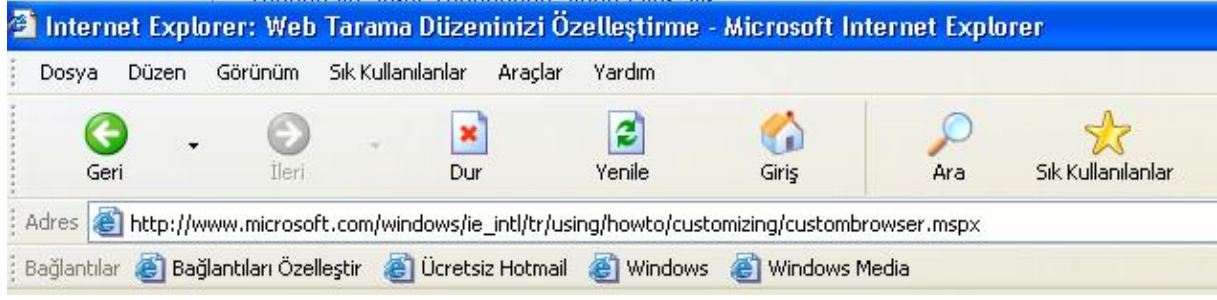 Internet Explorer: Web Tarama Düzeninizi Özelleştirme - Microsoft Internet Explorer
Dosya Düzen Görünüm Sık Kullanılanlar Araçlar Yardım
Geri İleri Dur Yenile Giriş Ara Sık Kullanılanlar
Adres http://www.microsoft.com/windows/ie_intl/tr/using/howto/customizing/custombrowser.mspx
Bağlantılar Bağlantıları Özelleştir Ücretsiz Hotmail Windows Windows Media